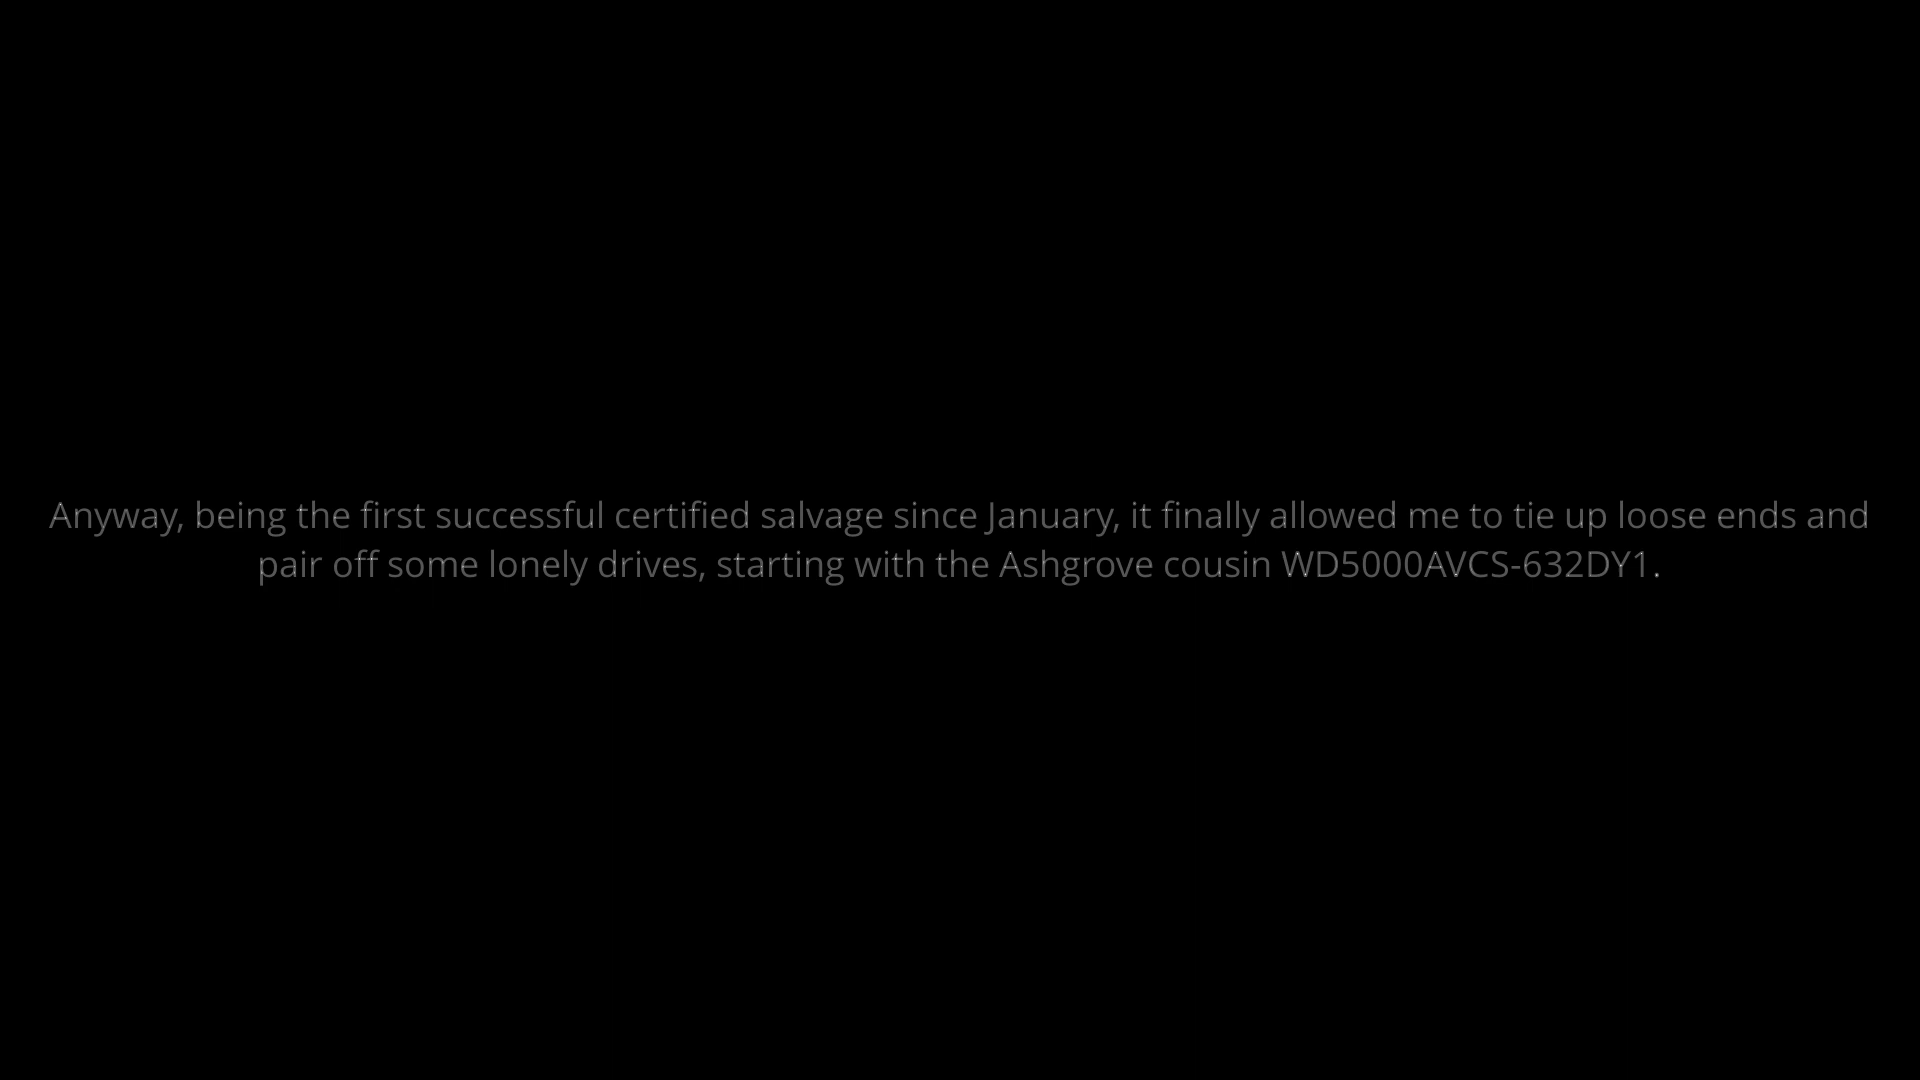 Anyway, being the first successful certified salvage since January, it finally allowed me to tie up loose ends and
pair off some lonely drives, starting with the Ashgrove cousin WD5000AVCS-632DY1.